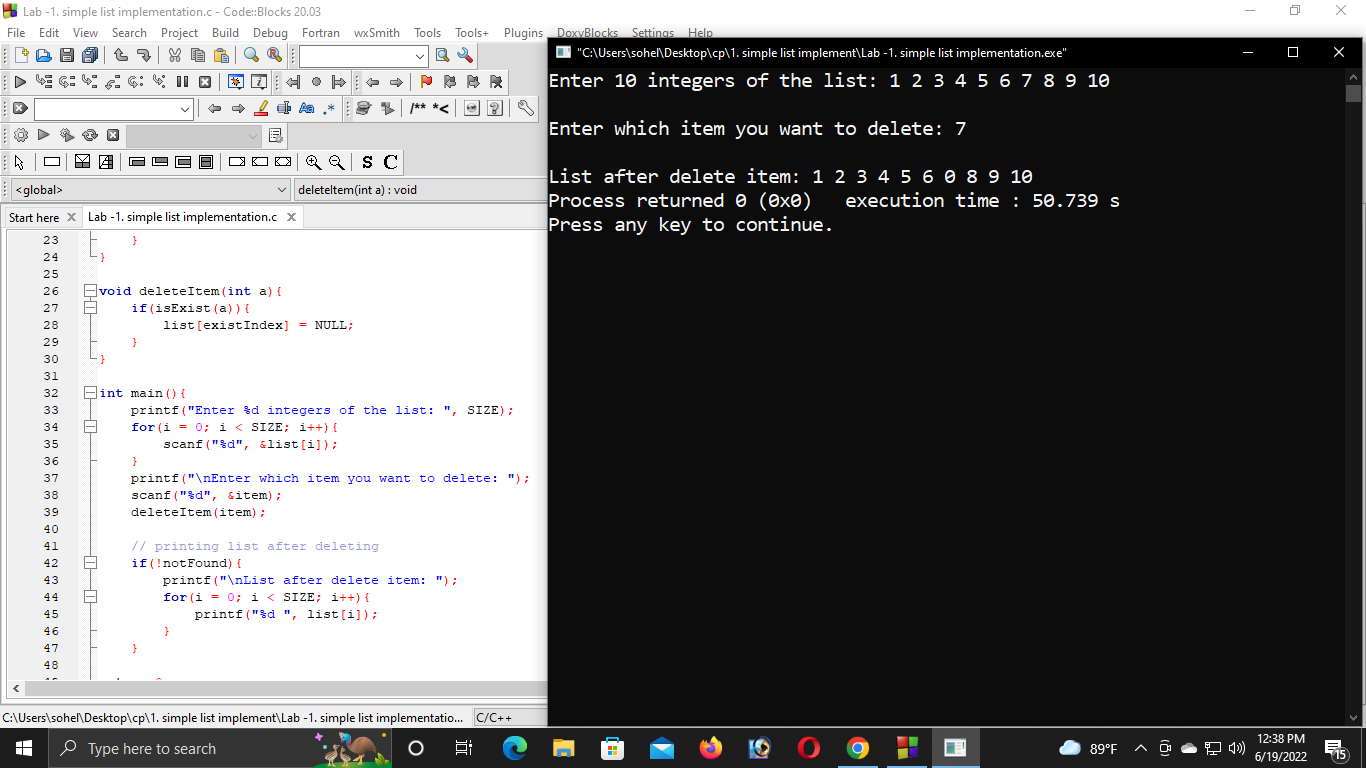 Lab -1. simple list implementation.c - Code::Blocks 20.03
File Edit View Search Project Build Debug Fortran wxSmith Tools Tools+ Plugins DoxyBlocks Settings Help
/** *<
S C
<global> deleteItem(int a) : void
Start here Lab -1. simple list implementation.c
23 }
24 }
25
26 void deleteItem(int a){
27 if(isExist(a)){
28 list[existIndex] = NULL;
29 }
30 }
31
32 int main(){
33 printf("Enter %d integers of the list: ", SIZE);
34 for(i = 0; i < SIZE; i++){
35 scanf("%d", &list[i]);
36 }
37 printf("\nEnter which item you want to delete: ");
38 scanf("%d", &item);
39 deleteItem(item);
40
41 // printing list after deleting
42 if(!notFound){
43 printf("\nList after delete item: ");
44 for(i = 0; i < SIZE; i++){
45 printf("%d ", list[i]);
46 }
47 }
48
C:\Users\sohel\Desktop\cp\1. simple list implement\Lab -1. simple list implementatio... C/C++
"C:\Users\sohel\Desktop\cp\1. simple list implement\Lab -1. simple list implementation.exe"
Enter 10 integers of the list: 1 2 3 4 5 6 7 8 9 10
Enter which item you want to delete: 7
List after delete item: 1 2 3 4 5 6 0 8 9 10
Process returned 0 (0x0) execution time : 50.739 s
Press any key to continue.
Type here to search
89°F
12:38 PM
6/19/2022
15